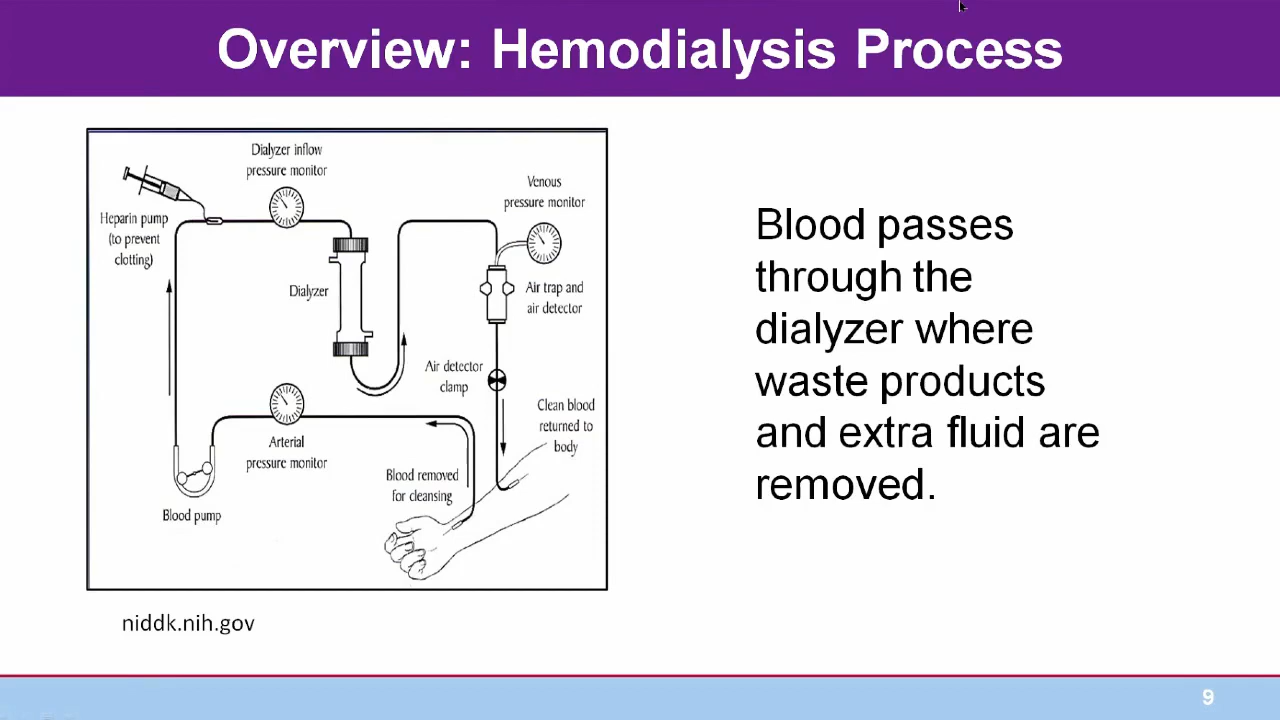 Overview: Hemodialysis Process
Dialyzer inflow
pressure monitor
Venous
pressure monitor
Heparin pump
(to prevent
clotting)
Dialyzer
Air trap and
air detector
Air detector
clamp
Clean blood
returned to
body
Arterial
pressure monitor
Blood removed
for cleansing
Blood pump
niddk.nih.gov
Blood passes
through the
dialyzer where
waste products
and extra fluid are
removed.
9